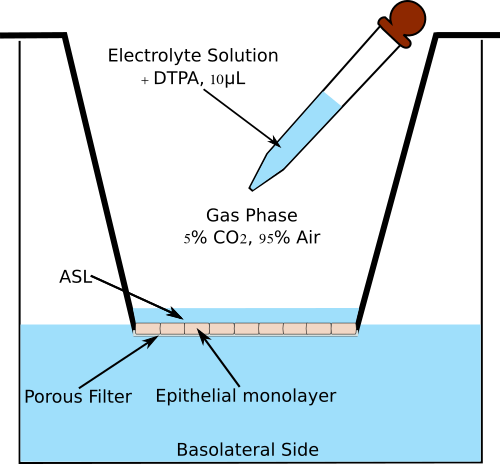 Electrolyte Solution
+ DTPA, 10μL
Gas Phase
5% CO2, 95% Air
ASL
Porous Filter
Epithelial monolayer
Basolateral Side